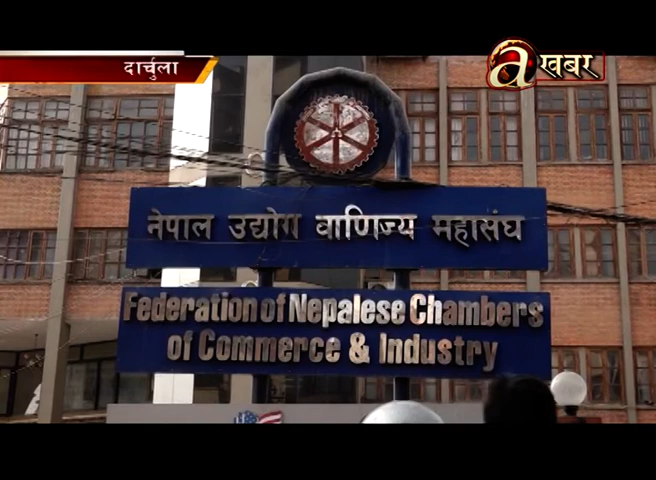 दार्चुला
a खबर
नेपाल उद्योग वाणिज्य महासंघ
Federation of Nepalese Chambers
of Commerce & Industry